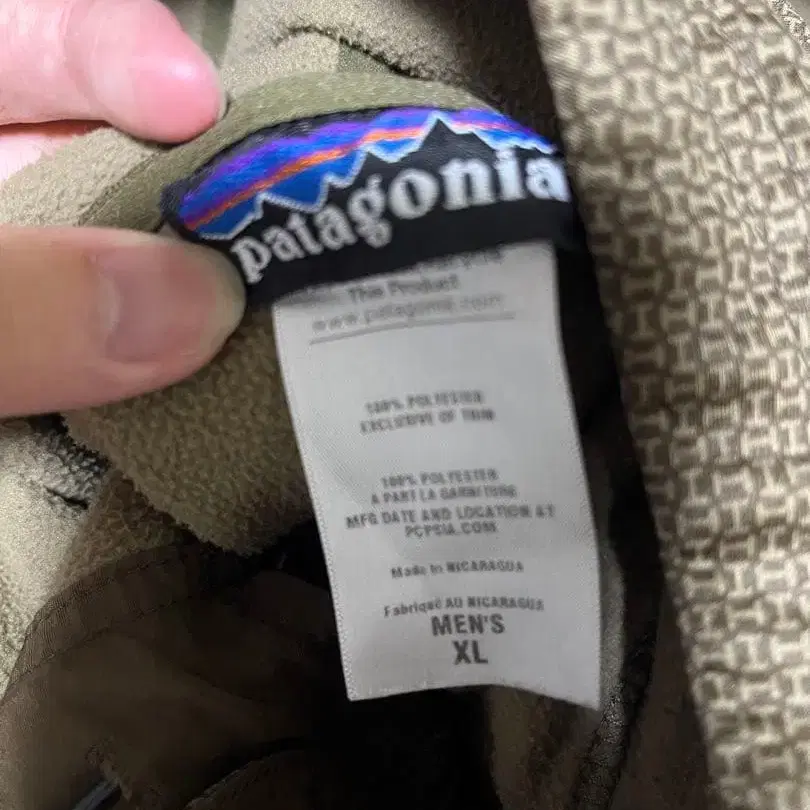 patagonia
This Product
www.patagonia.com
100% POLYESTER
EXCLUSIVE OF TRIM
100% POLYESTER
A PART LA GARNITURE
MFG DATE AND LOCATION AT
PCPSIA.COM
Made in NICARAGUA
Fabriqué AU NICARAGUA
MEN'S
XL